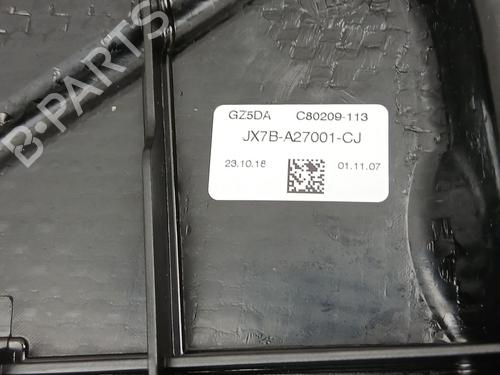 B-PARTS
GZ5DA C80209-113
JX7B-A27001-CJ
23.10.18 01.11.07